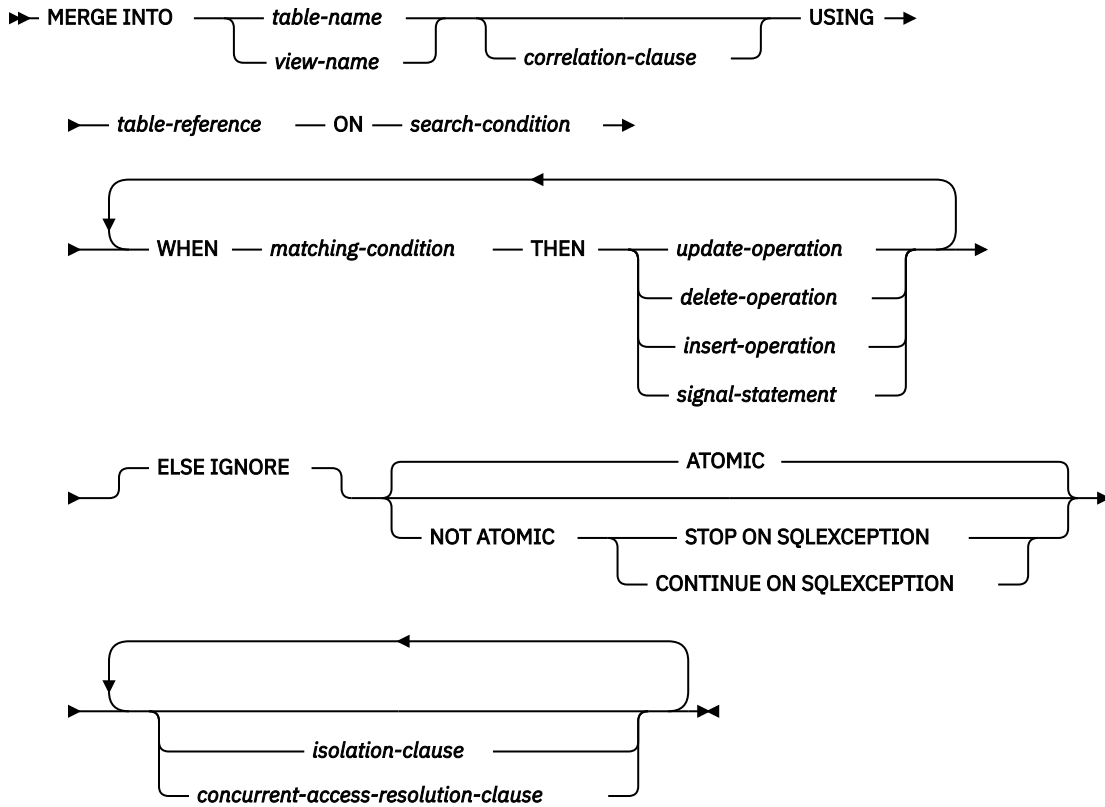 MERGE INTO table-name USING
view-name correlation-clause
table-reference ON search-condition
WHEN matching-condition THEN update-operation
delete-operation
insert-operation
signal-statement
ELSE IGNORE ATOMIC
NOT ATOMIC STOP ON SQLEXCEPTION
CONTINUE ON SQLEXCEPTION
isolation-clause
concurrent-access-resolution-clause